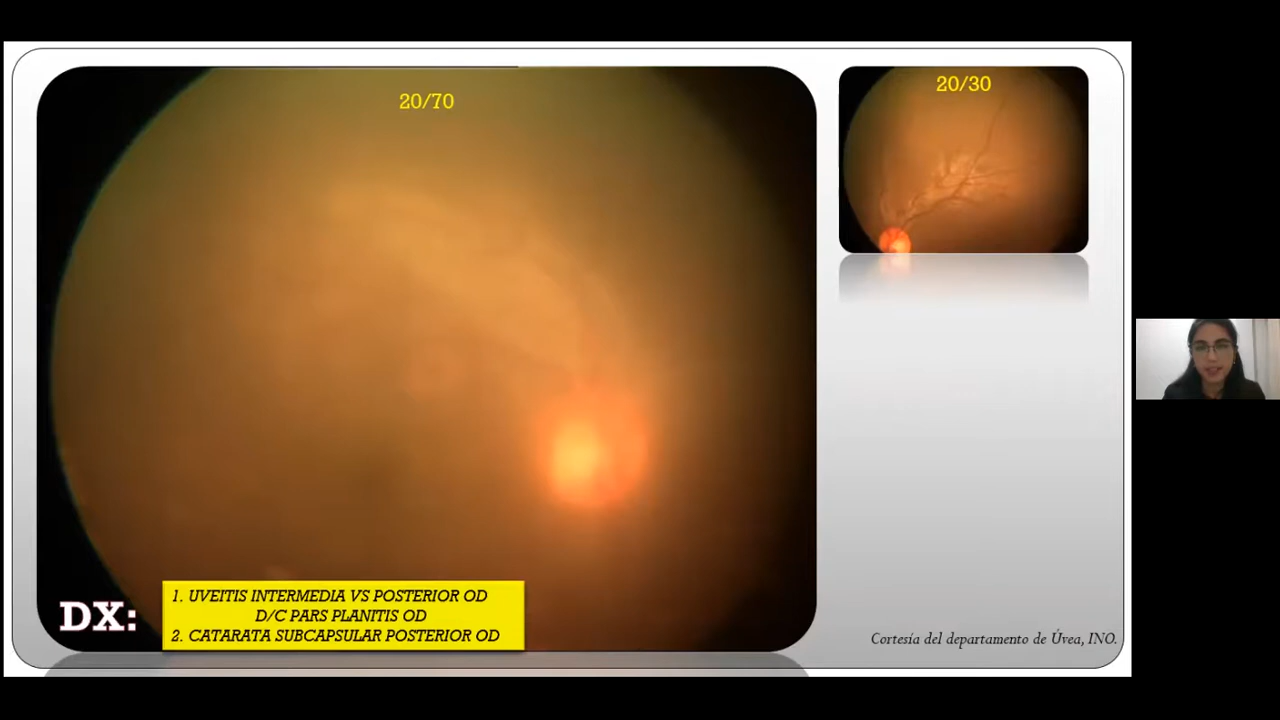 20/70
20/30
DX:
1. UVEITIS INTERMEDIA VS POSTERIOR OD
D/C PARS PLANITIS OD
2. CATARATA SUBCAPSULAR POSTERIOR OD
Cortesía del departamento de Úvea, INO.